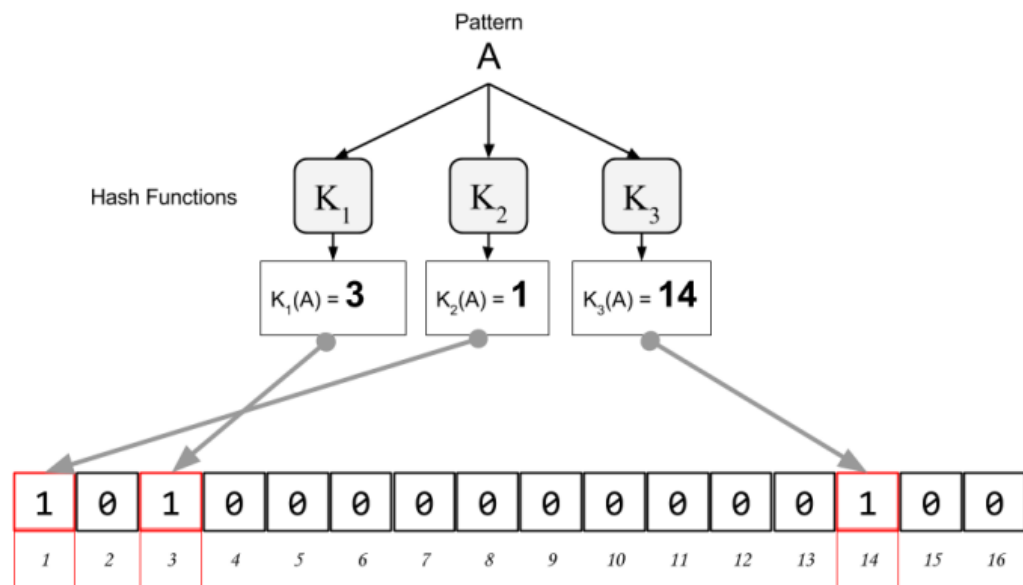 Pattern
A
Hash Functions
K₁ K₂ K₃
K₁(A) = 3 K₂(A) = 1 K₃(A) = 14
1 0 1 0 0 0 0 0 0 0 0 0 0 1 0 0
1 2 3 4 5 6 7 8 9 10 11 12 13 14 15 16